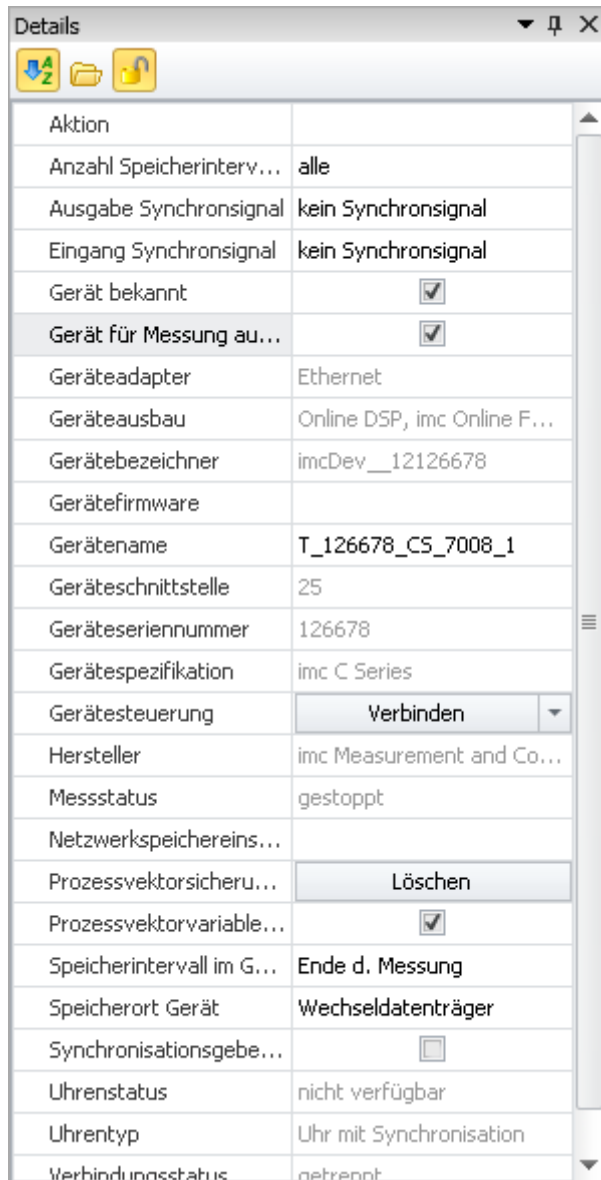 Details
Aktion
Anzahl Speicherinterv... alle
Ausgabe Synchronsignal kein Synchronsignal
Eingang Synchronsignal kein Synchronsignal
Gerät bekannt
Gerät für Messung au...
Geräteadapter Ethernet
Geräteausbau Online DSP, imc Online F...
Gerätebezeichner imcDev__12126678
Gerätefirmware
Gerätename T_126678_CS_7008_1
Geräteschnittstelle 25
Geräteseriennummer 126678
Gerätespezifikation imc C Series
Gerätesteuerung Verbinden
Hersteller imc Measurement and Co...
Messstatus gestoppt
Netzwerkspeichereins...
Prozessvektorsicheru... Löschen
Prozessvektorvariable...
Speicherintervall im G... Ende d. Messung
Speicherort Gerät Wechseldatenträger
Synchronisationsgebe...
Uhrenstatus nicht verfügbar
Uhrentyp Uhr mit Synchronisation
Verbindungsstatus getrennt